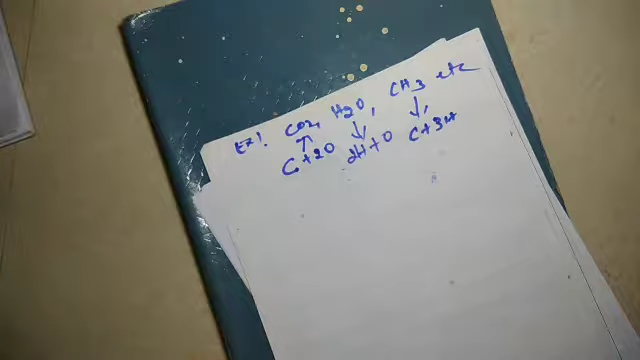 Ex!. CO2, H2O, CH3 etc
↑ ↓ ↓,
C+2O 2H+O C+3H